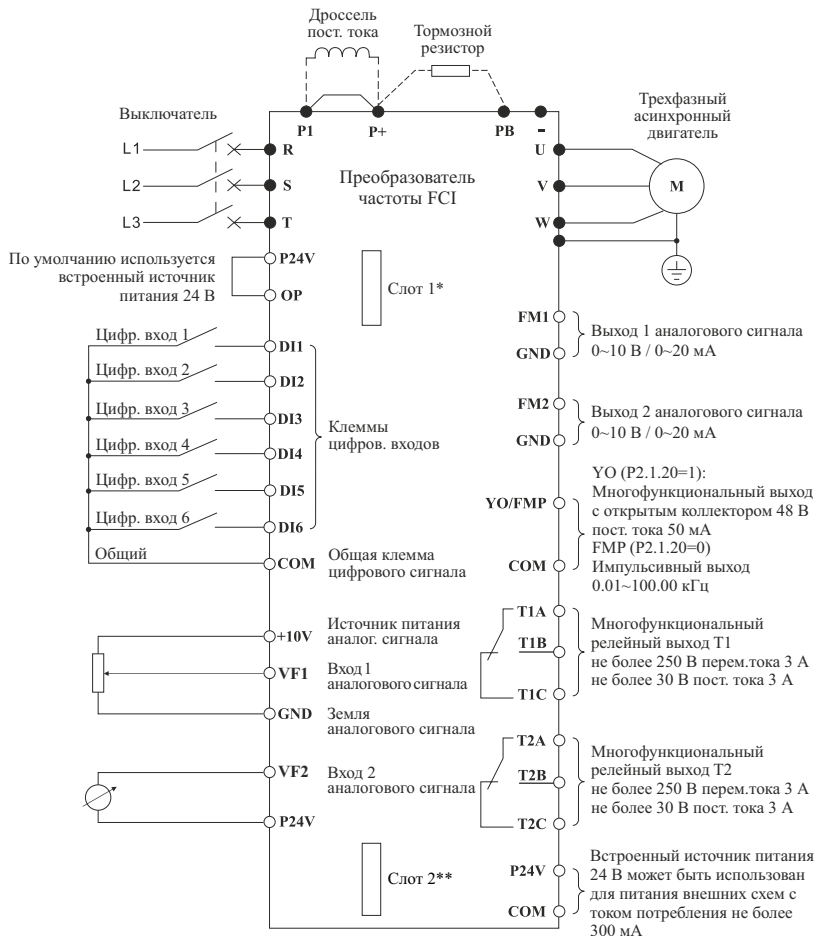 Дроссель
пост. тока
Тормозной
резистор
Выключатель
Трехфазный
асинхронный
двигатель
P1
P+
PB
-
L1
R
U
L2
S
Преобразователь
частоты FCI
V
M
L3
T
W
По умолчанию используется
встроенный источник
питания 24 В
P24V
OP
Слот 1*
Цифр. вход 1
DI1
Цифр. вход 2
DI2
Цифр. вход 3
DI3
Цифр. вход 4
DI4
Цифр. вход 5
DI5
Цифр. вход 6
DI6
Клеммы
цифров. входов
Общий
COM
Общая клемма
цифрового сигнала
+10V
Источник питания
аналог. сигнала
VF1
Вход 1
аналогового сигнала
GND
Земля
аналогового сигнала
VF2
Вход 2
аналогового сигнала
P24V
Слот 2**
FM1
GND
Выход 1 аналогового сигнала
0~10 В / 0~20 мА
FM2
GND
Выход 2 аналогового сигнала
0~10 В / 0~20 мА
YO/FMP
COM
YO (P2.1.20=1):
Многофункциональный выход
с открытым коллектором 48 В
пост. тока 50 мА
FMP (P2.1.20=0)
Импульсивный выход
0.01~100.00 кГц
T1A
T1B
T1C
Многофункциональный
релейный выход T1
не более 250 В перем.тока 3 А
не более 30 В пост. тока 3 А
T2A
T2B
T2C
Многофункциональный
релейный выход T2
не более 250 В перем.тока 3 А
не более 30 В пост. тока 3 А
P24V
COM
Встроенный источник питания
24 В может быть использован
для питания внешних схем с
током потребления не более
300 мА